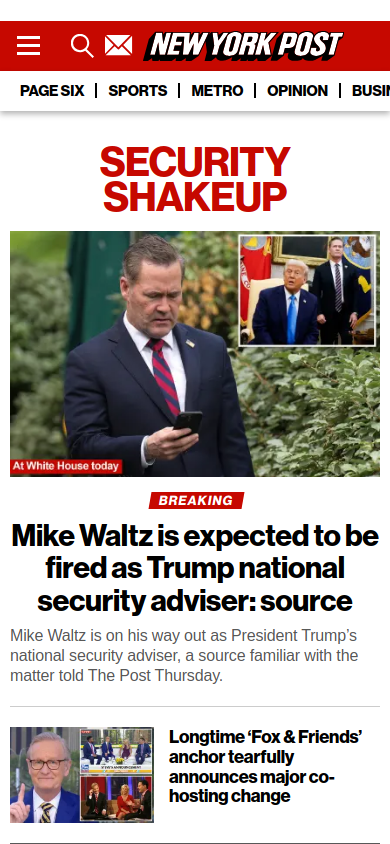 NEW YORK POST
PAGE SIX | SPORTS | METRO | OPINION | BUSI
SECURITY
SHAKEUP
At White House today
BREAKING
Mike Waltz is expected to be
fired as Trump national
security adviser: source
Mike Waltz is on his way out as President Trump’s
national security adviser, a source familiar with the
matter told The Post Thursday.
Longtime ‘Fox & Friends’
anchor tearfully
announces major co-
hosting change